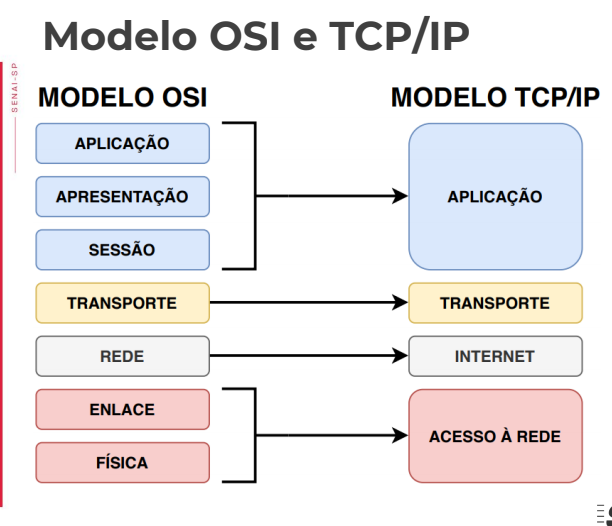 Modelo OSI e TCP/IP
SENAI-SP
MODELO OSI
MODELO TCP/IP
APLICAÇÃO
APRESENTAÇÃO
SESSÃO
APLICAÇÃO
TRANSPORTE
TRANSPORTE
REDE
INTERNET
ENLACE
FÍSICA
ACESSO À REDE